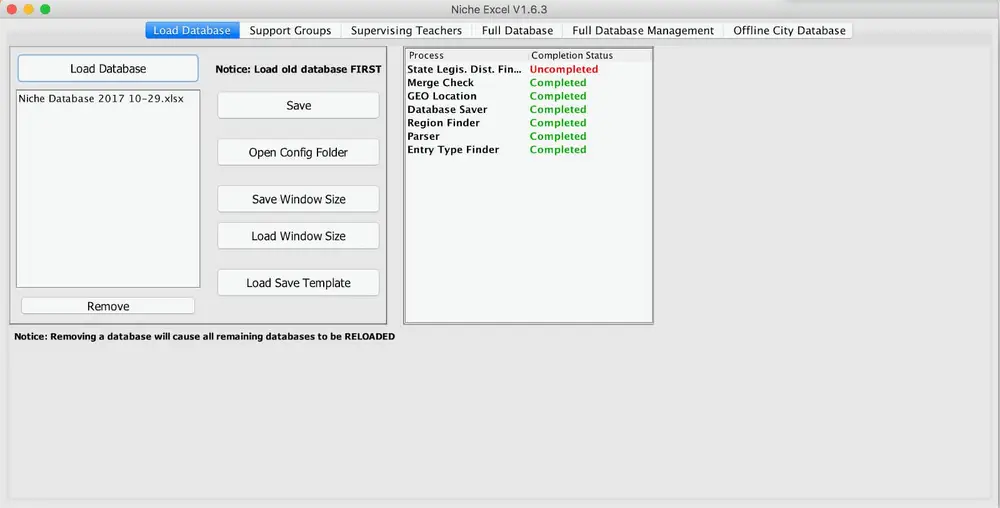 Niche Excel V1.6.3
Load Database
Support Groups
Supervising Teachers
Full Database
Full Database Management
Offline City Database
Load Database
Notice: Load old database FIRST
Niche Database 2017 10-29.xlsx
Save
Open Config Folder
Save Window Size
Load Window Size
Load Save Template
Remove
Notice: Removing a database will cause all remaining databases to be RELOADED
Process Completion Status
State Legis. Dist. Fin... Uncompleted
Merge Check Completed
GEO Location Completed
Database Saver Completed
Region Finder Completed
Parser Completed
Entry Type Finder Completed